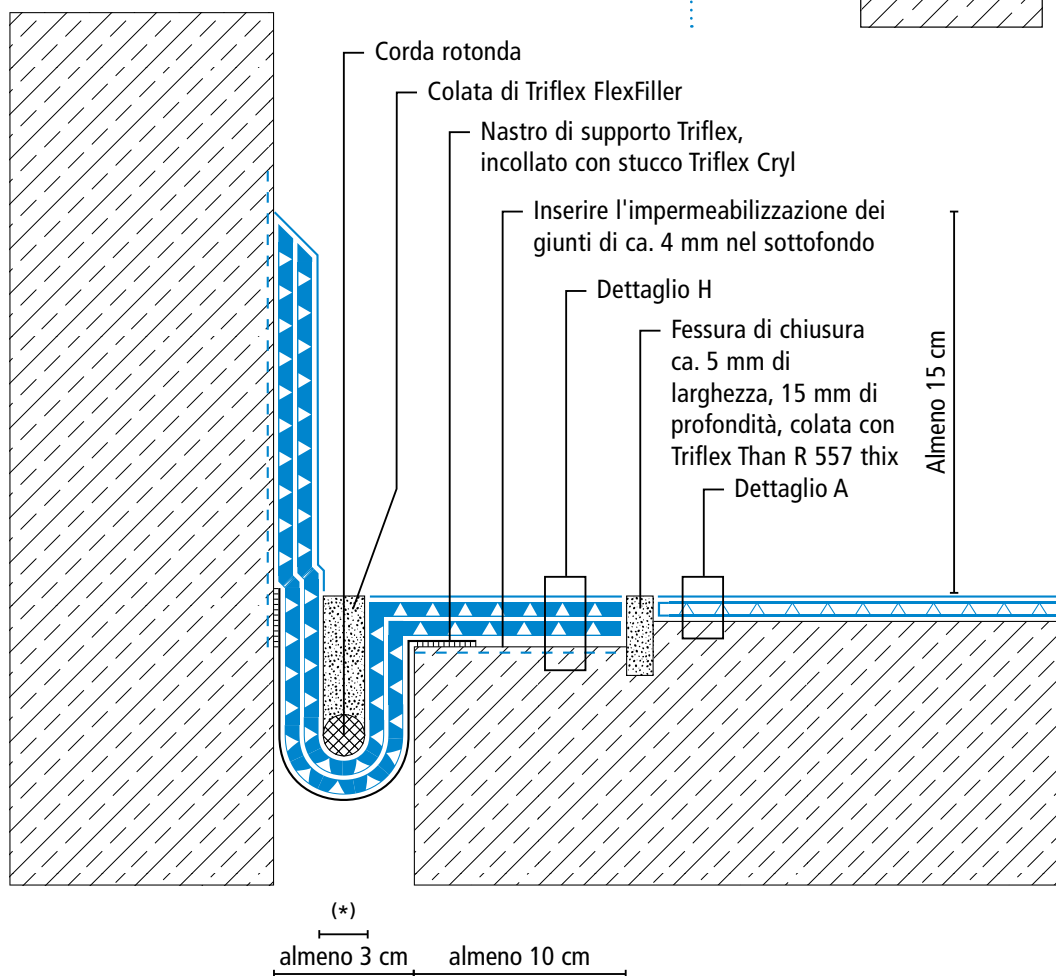 Corda rotonda
Colata di Triflex FlexFiller
Nastro di supporto Triflex,
incollato con stucco Triflex Cryl
Inserire l'impermeabilizzazione dei
giunti di ca. 4 mm nel sottofondo
Dettaglio H
Fessura di chiusura
ca. 5 mm di
larghezza, 15 mm di
profondità, colata con
Triflex Than R 557 thix
Dettaglio A
Almeno 15 cm
(*)
almeno 3 cm
almeno 10 cm